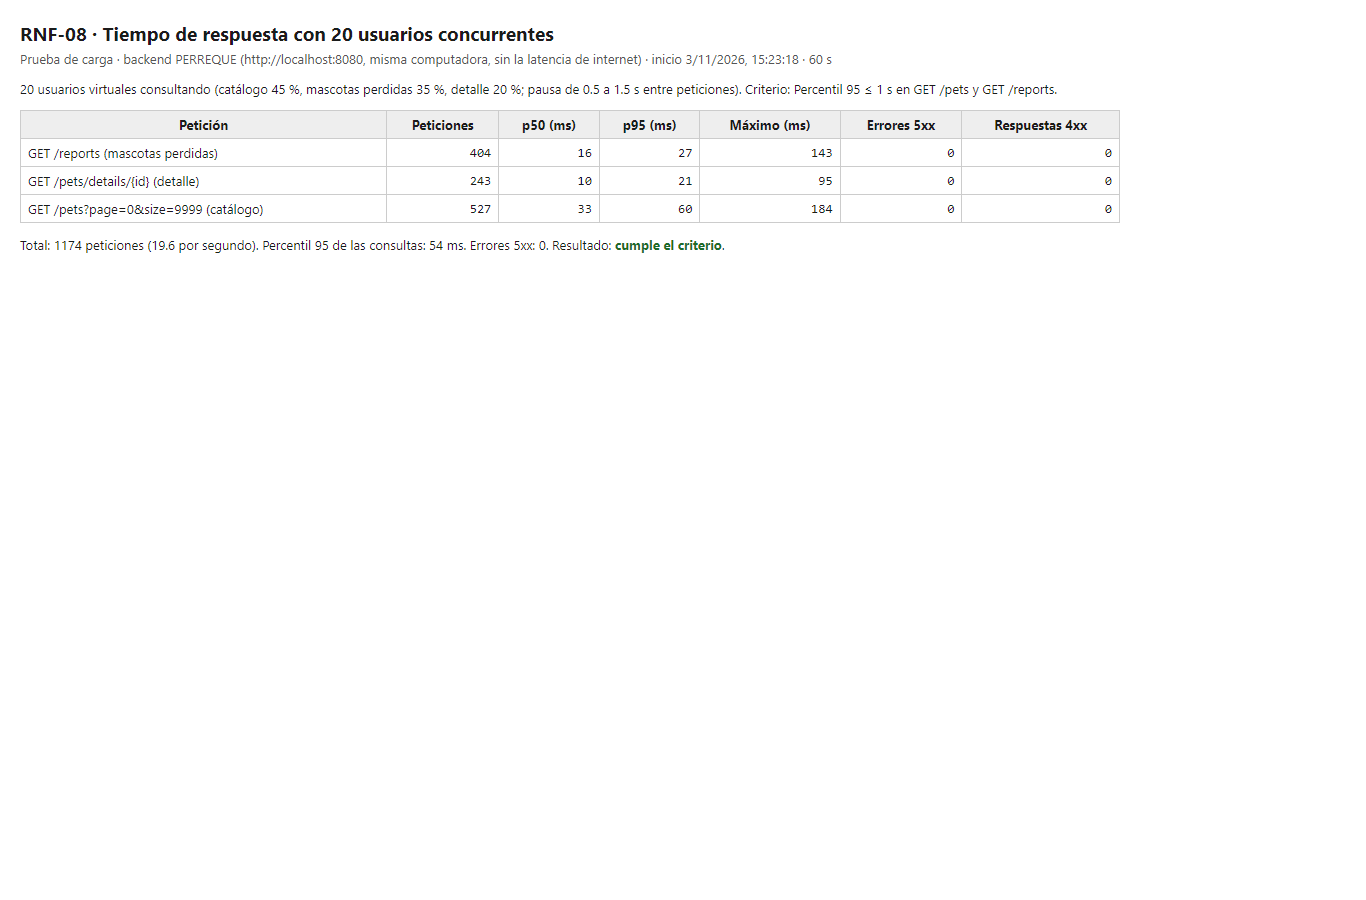 RNF-08 · Tiempo de respuesta con 20 usuarios concurrentes
Prueba de carga · backend PERREQUE (http://localhost:8080, misma computadora, sin la latencia de internet) · inicio 3/11/2026, 15:23:18 · 60 s
20 usuarios virtuales consultando (catálogo 45 %, mascotas perdidas 35 %, detalle 20 %; pausa de 0.5 a 1.5 s entre peticiones). Criterio: Percentil 95 ≤ 1 s en GET /pets y GET /reports.
Petición Peticiones p50 (ms) p95 (ms) Máximo (ms) Errores 5xx Respuestas 4xx
GET /reports (mascotas perdidas) 404 16 27 143 0 0
GET /pets/details/{id} (detalle) 243 10 21 95 0 0
GET /pets?page=0&size=9999 (catálogo) 527 33 60 184 0 0
Total: 1174 peticiones (19.6 por segundo). Percentil 95 de las consultas: 54 ms. Errores 5xx: 0. Resultado: cumple el criterio.